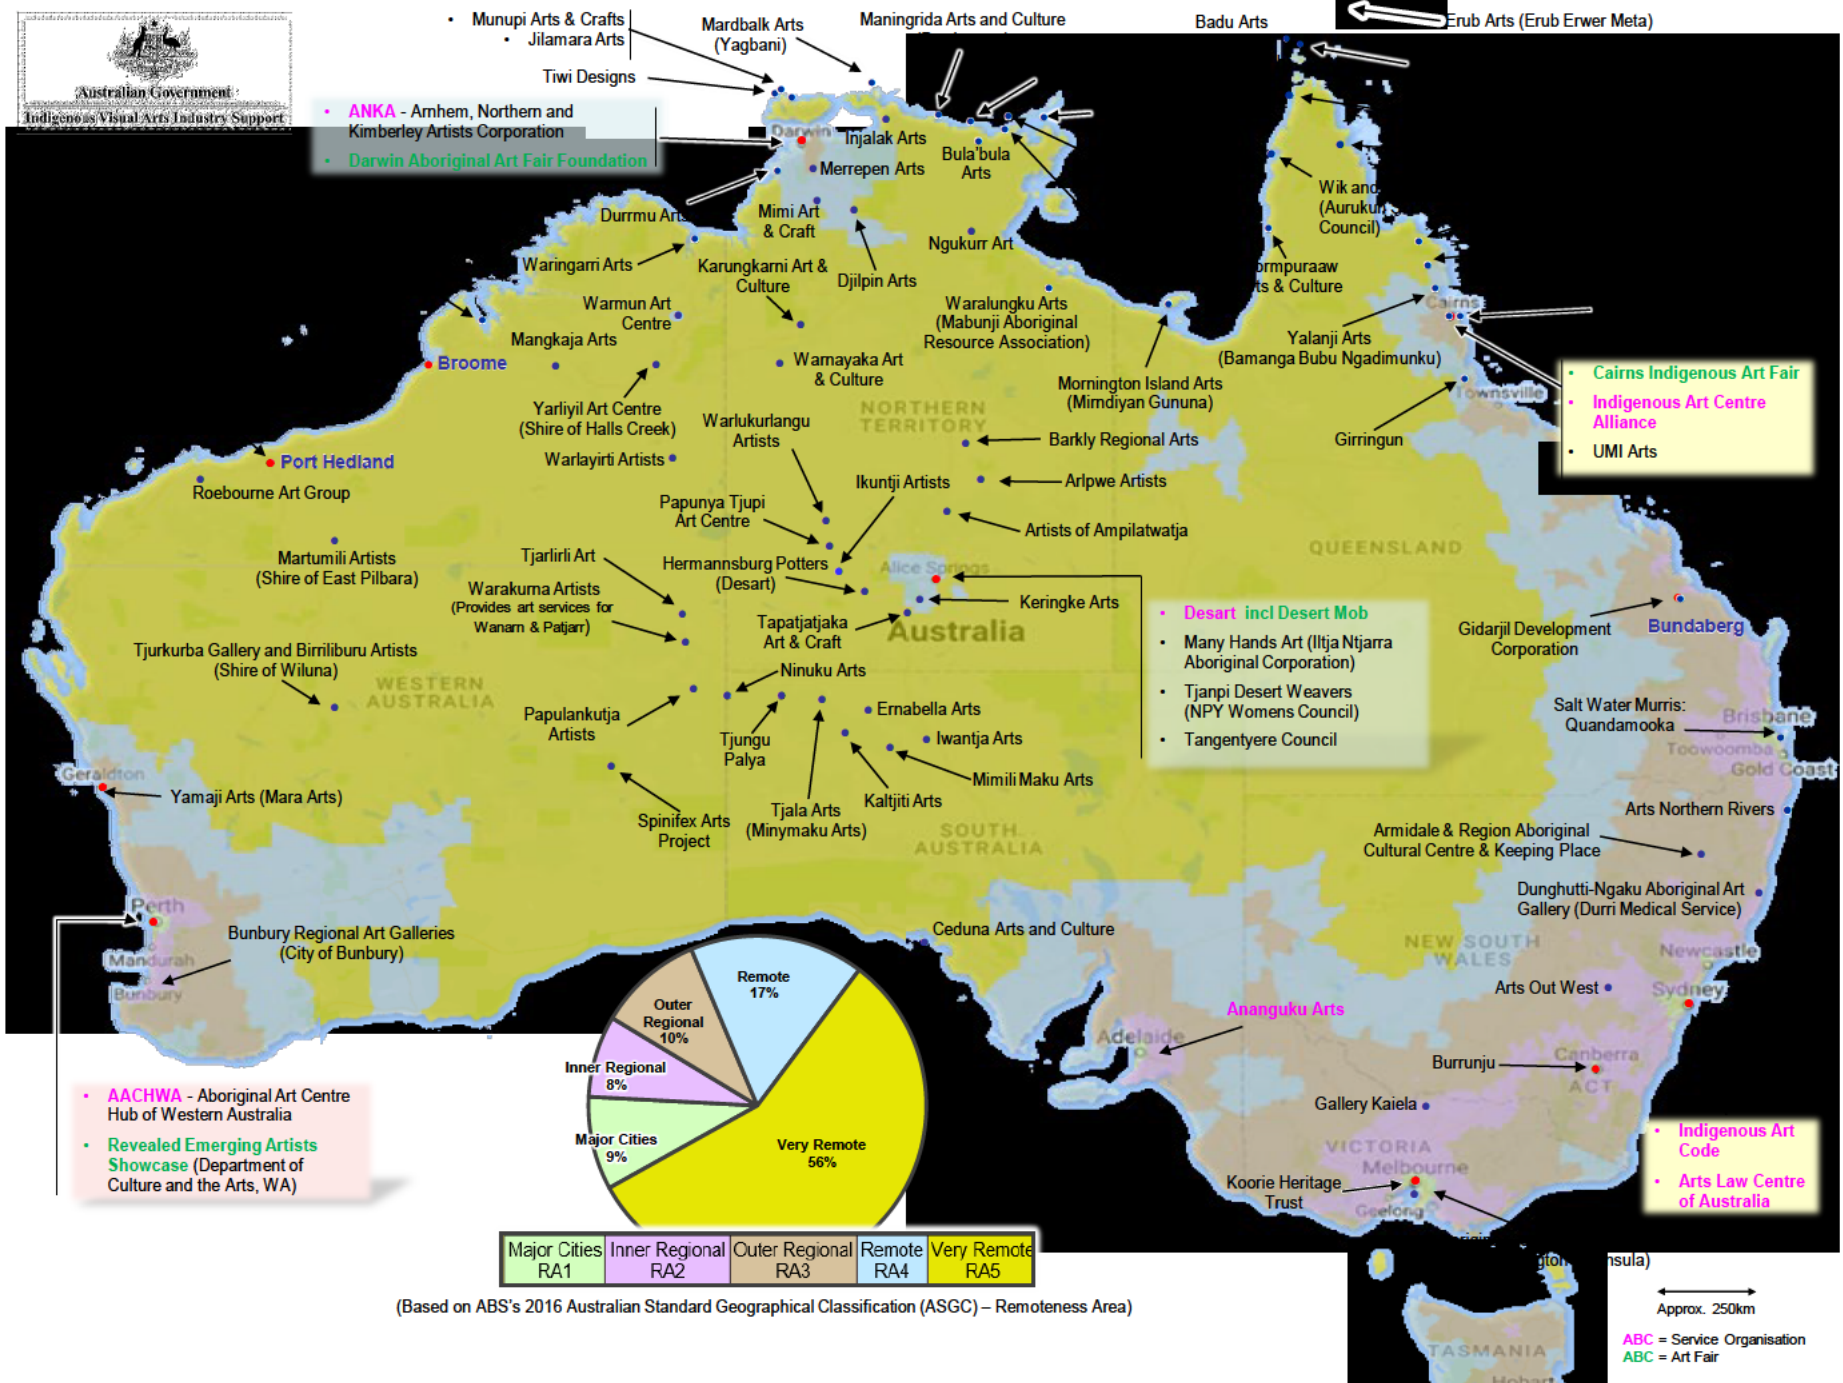 Australian Government
Indigenous Visual Arts Industry Support
• Munupi Arts & Crafts
• Jilamara Arts
Tiwi Designs
Mardbalk Arts
(Yagbani)
Maningrida Arts and Culture
Badu Arts
Erub Arts (Erub Erwer Meta)
• ANKA - Arnhem, Northern and
Kimberley Artists Corporation
• Darwin Aboriginal Art Fair Foundation
Darwin
Injalak Arts
Merrepen Arts
Bula'bula
Arts
Durrmu Arts
Mimi Art
& Craft
Wik and
(Aurukun
Council)
Ngukurr Art
Waringarri Arts
Karungkarni Art &
Culture
Djilpin Arts
ormpuraaw
ts & Culture
Warmun Art
Centre
Waralungku Arts
(Mabunji Aboriginal
Resource Association)
Cairns
Mangkaja Arts
Yalanji Arts
(Bamanga Bubu Ngadimunku)
Broome
Warnayaka Art
& Culture
Mornington Island Arts
(Mirndiyan Gununa)
Townsville
• Cairns Indigenous Art Fair
• Indigenous Art Centre
Alliance
• UMI Arts
Yarliyil Art Centre
(Shire of Halls Creek)
Warlukurlangu
Artists
NORTHERN
TERRITORY
Barkly Regional Arts
Girringun
Port Hedland
Warlayirti Artists
Roebourne Art Group
Ikuntji Artists
Arlpwe Artists
Papunya Tjupi
Art Centre
Artists of Ampilatwatja
QUEENSLAND
Martumili Artists
(Shire of East Pilbara)
Tjarlirli Art
Hermannsburg Potters
(Desart)
Alice Springs
Warakurna Artists
(Provides art services for
Wanarn & Patjarr)
Keringke Arts
Tapatjatjaka
Art & Craft
Australia
• Desart incl Desert Mob
• Many Hands Art (Iltja Ntjarra
Aboriginal Corporation)
• Tjanpi Desert Weavers
(NPY Womens Council)
• Tangentyere Council
Gidarjil Development
Corporation
Bundaberg
Tjurkurba Gallery and Birriliburu Artists
(Shire of Wiluna)
WESTERN
AUSTRALIA
Ninuku Arts
Papulankutja
Artists
Ernabella Arts
Tjungu
Palya
Iwantja Arts
Salt Water Murris:
Quandamooka
Brisbane
Toowoomba
Gold Coast
Geraldton
Yamaji Arts (Mara Arts)
Mimili Maku Arts
Kaltjiti Arts
Tjala Arts
(Minymaku Arts)
Spinifex Arts
Project
SOUTH
AUSTRALIA
Arts Northern Rivers
Armidale & Region Aboriginal
Cultural Centre & Keeping Place
Dunghutti-Ngaku Aboriginal Art
Gallery (Durri Medical Service)
Perth
Bunbury Regional Art Galleries
(City of Bunbury)
Mandurah
Bunbury
Ceduna Arts and Culture
NEW SOUTH
WALES
Newcastle
Arts Out West
Sydney
Ananguku Arts
Adelaide
Burrunju
Canberra
ACT
Gallery Kaiela
VICTORIA
Melbourne
Koorie Heritage
Trust
Geelong
• Indigenous Art
Code
• Arts Law Centre
of Australia
• AACHWA - Aboriginal Art Centre
Hub of Western Australia
• Revealed Emerging Artists
Showcase (Department of
Culture and the Arts, WA)
Remote
17%
Outer
Regional
10%
Inner Regional
8%
Major Cities
9%
Very Remote
56%
Major Cities RA1
Inner Regional RA2
Outer Regional RA3
Remote RA4
Very Remote RA5
(Based on ABS's 2016 Australian Standard Geographical Classification (ASGC) – Remoteness Area)
nsula)
Approx. 250km
ABC = Service Organisation
ABC = Art Fair
TASMANIA
Hobart